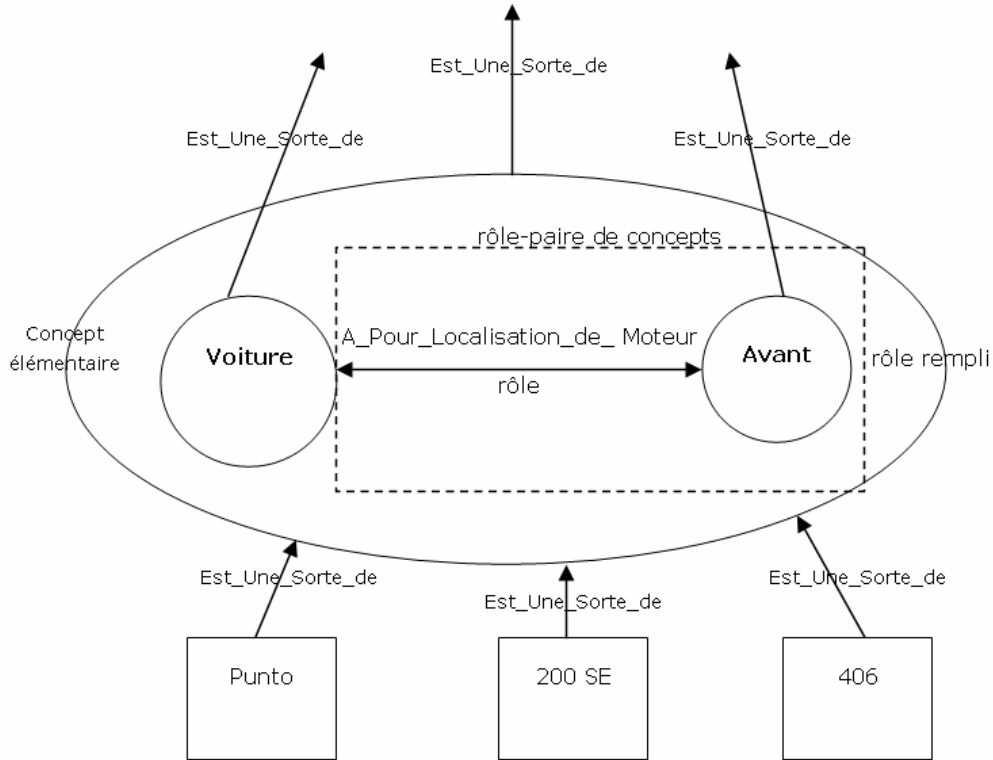 Est_Une_Sorte_de
Est_Une_Sorte_de
Est_Une_Sorte_de
rôle-paire de concepts
Concept
élémentaire
Voiture
A_Pour_Localisation_de_ Moteur
rôle
Avant
rôle rempli
Est_Une_Sorte_de
Est_Une_Sorte_de
Est_Une_Sorte_de
Punto
200 SE
406